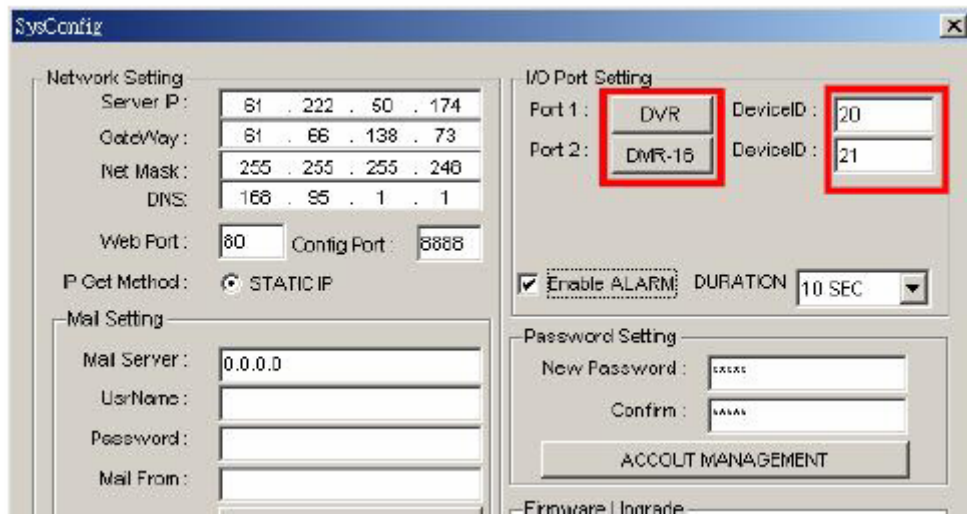 SysConfig
Network Setting
Server IP : 61 . 222 . 50 . 174
GateWay : 61 . 66 . 138 . 73
Net Mask : 255 . 255 . 255 . 248
DNS: 168 . 95 . 1 . 1
Web Port : 80 Config Port : 8888
IP Get Method : STATIC IP
Mail Setting
Mail Server : 0.0.0.0
UsrName :
Password :
Mail From :
I/O Port Setting
Port 1 : DVR DeviceID : 20
Port 2 : DMR-16 DeviceID : 21
Enable ALARM DURATION 10 SEC
Password Setting
New Password : *****
Confirm : *****
ACCOUT MANAGEMENT
Firmware Upgrade